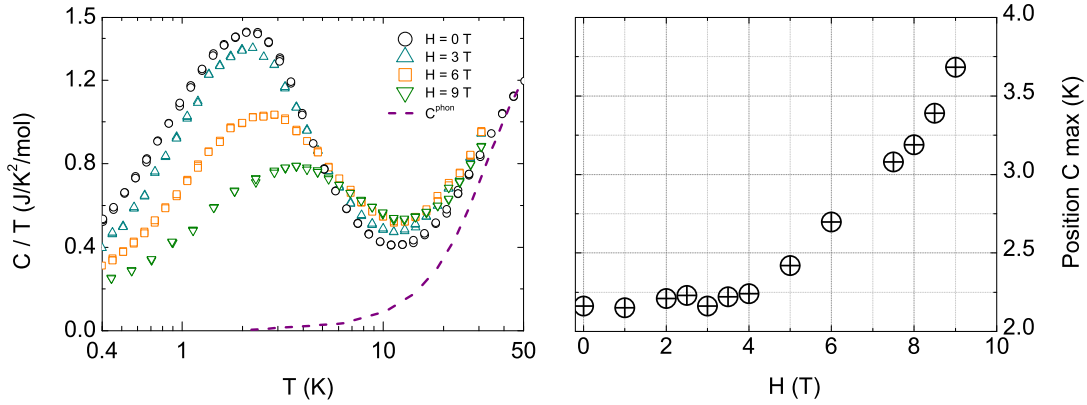 1.5
1.2
0.8
0.4
0.0
C / T (J/K²/mol)
0.4
1
10
50
T (K)
H = 0 T
H = 3 T
H = 6 T
H = 9 T
Cᵖʰᵒⁿ
4.0
3.5
3.0
2.5
2.0
Position C max (K)
0 2 4 6 8 10
H (T)